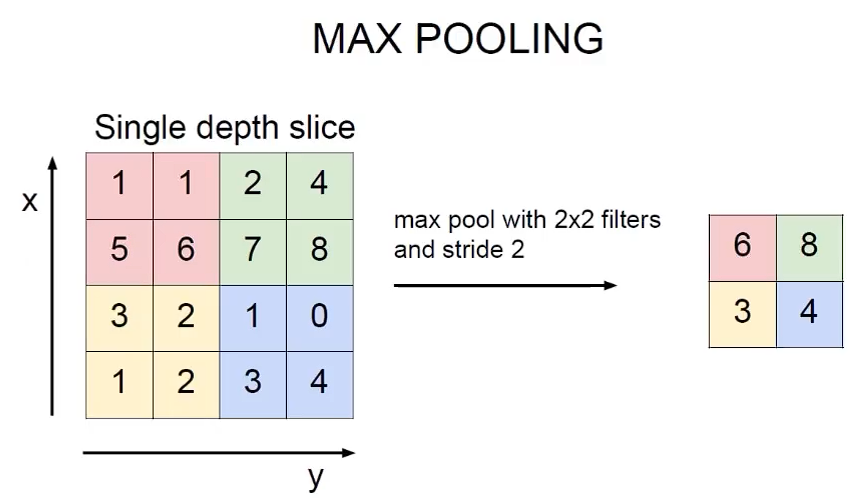 MAX POOLING
Single depth slice
x
1 1 2 4
5 6 7 8
3 2 1 0
1 2 3 4
y
max pool with 2x2 filters
and stride 2
6 8
3 4